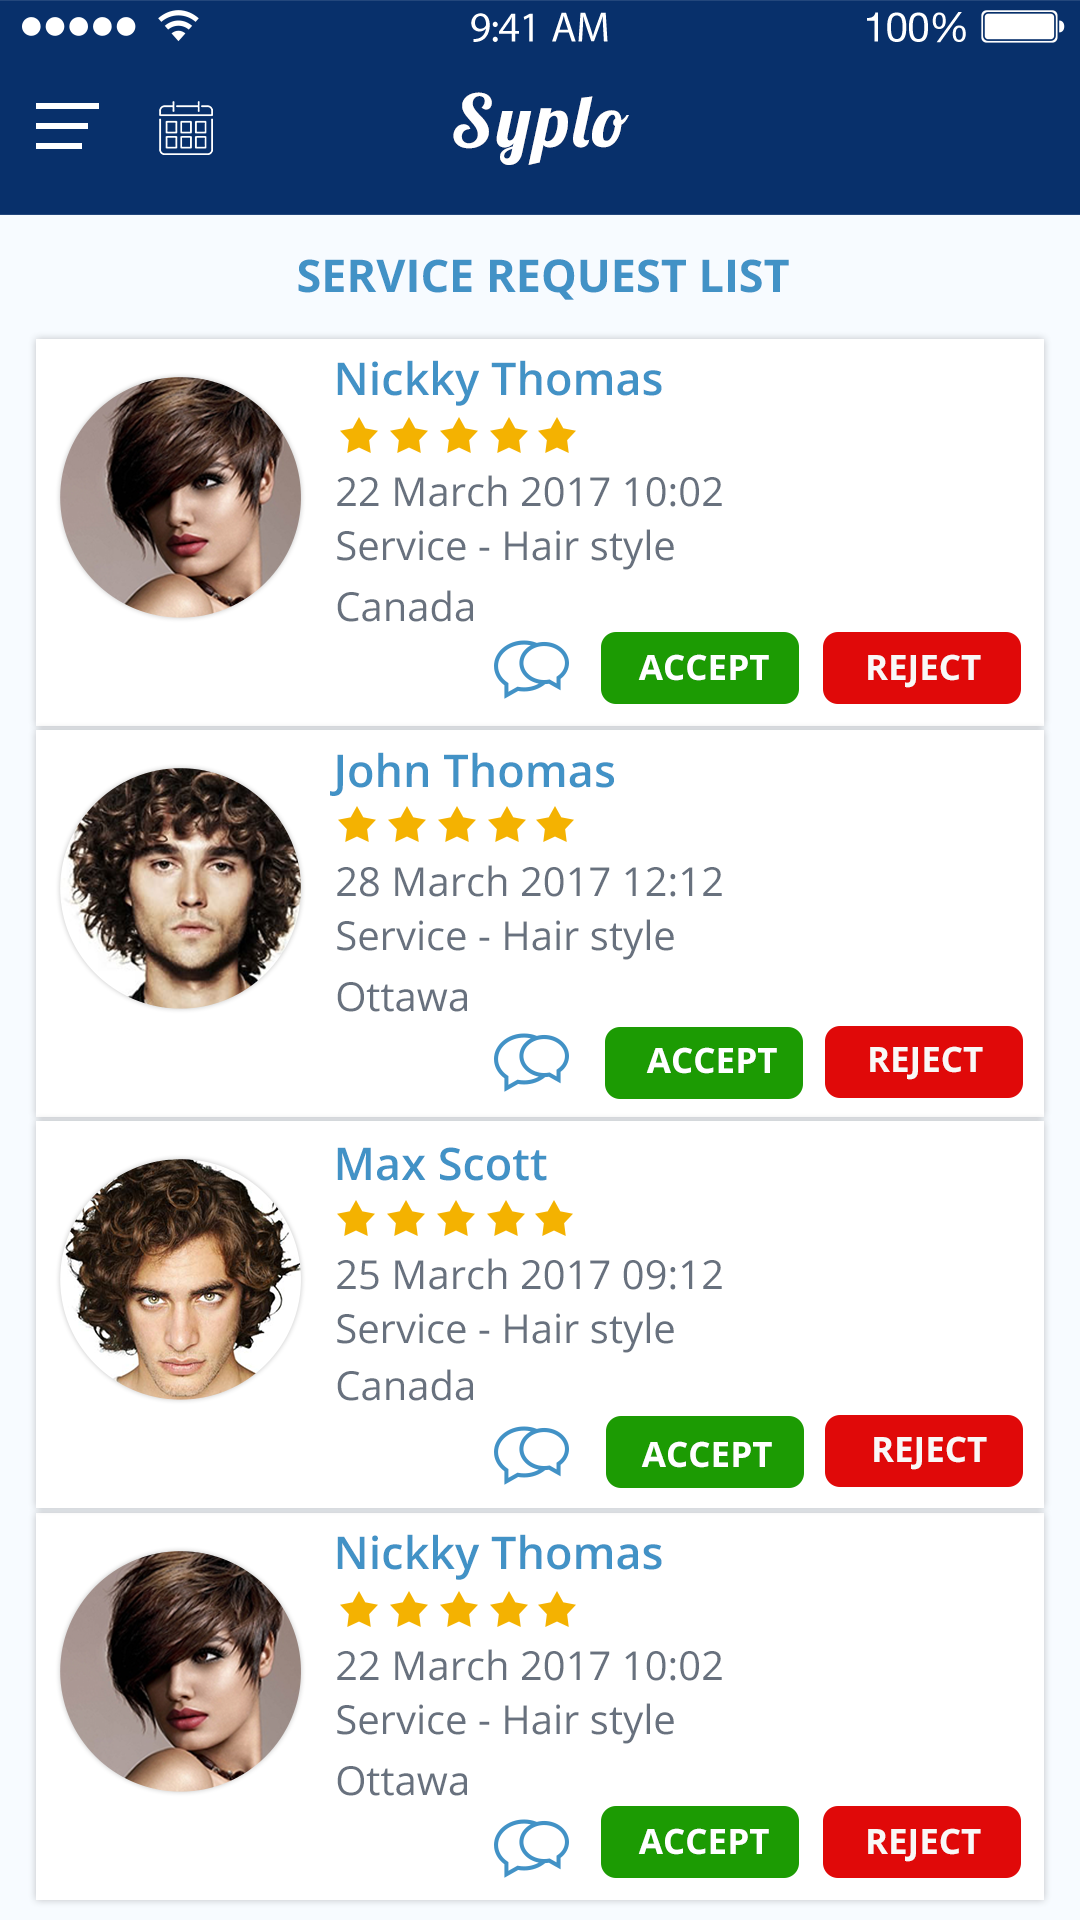 9:41 AM
100%
Syplo
SERVICE REQUEST LIST
Nickky Thomas
22 March 2017 10:02
Service - Hair style
Canada
ACCEPT
REJECT
John Thomas
28 March 2017 12:12
Service - Hair style
Ottawa
ACCEPT
REJECT
Max Scott
25 March 2017 09:12
Service - Hair style
Canada
ACCEPT
REJECT
Nickky Thomas
22 March 2017 10:02
Service - Hair style
Ottawa
ACCEPT
REJECT